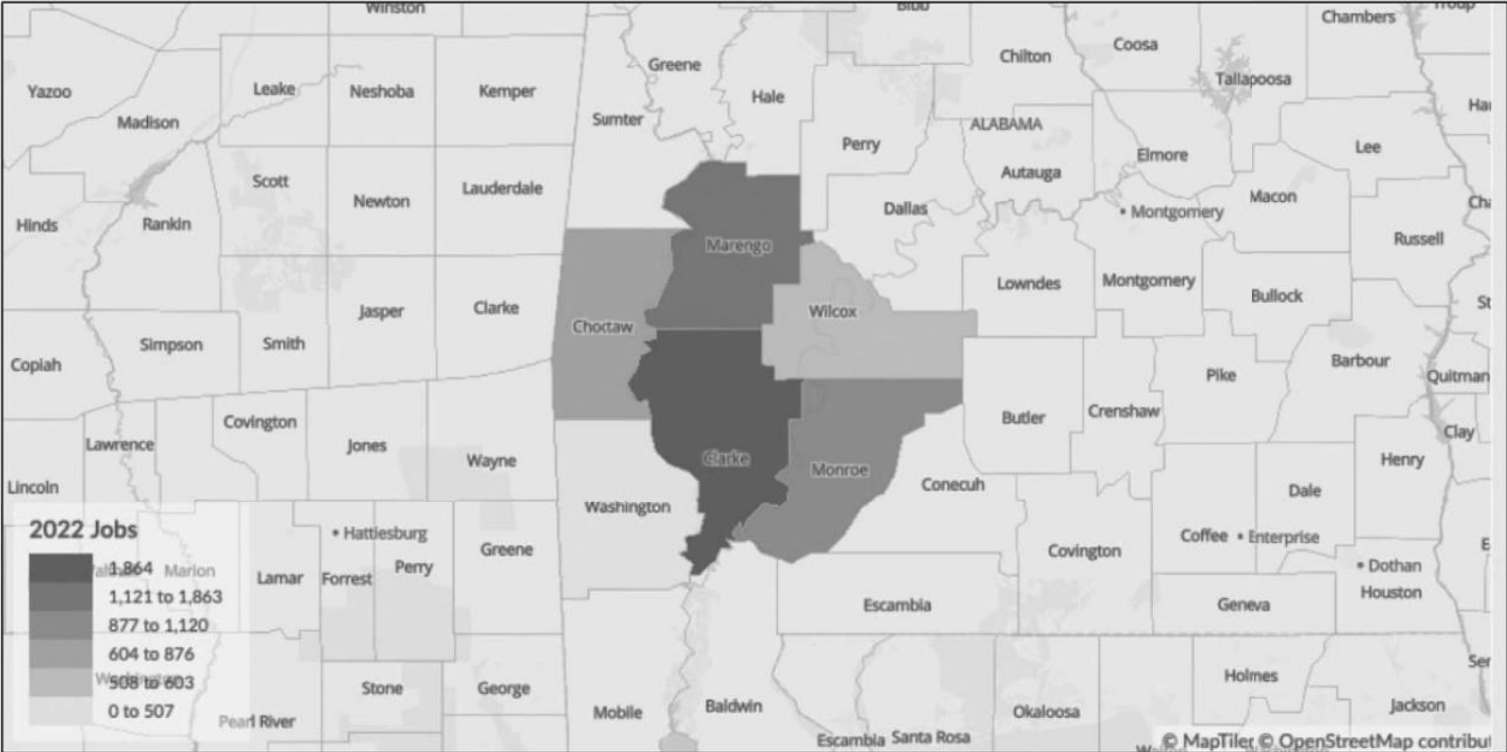 Winston
Bibb
Troup
Chambers
Greene
Chilton
Coosa
Yazoo
Leake
Neshoba
Kemper
Hale
Tallapoosa
Madison
Sumter
ALABAMA
Perry
Elmore
Lee
Scott
Newton
Lauderdale
Autauga
Macon
Hinds
Rankin
Dallas
Montgomery
Russell
Marengo
Lowndes
Montgomery
Bullock
Jasper
Clarke
Choctaw
Wilcox
Copiah
Simpson
Smith
Pike
Barbour
Quitman
Lawrence
Covington
Jones
Wayne
Butler
Crenshaw
Clay
Lincoln
Clarke
Monroe
Conecuh
Henry
Washington
Dale
2022 Jobs
Hattiesburg
Greene
Covington
Coffee
Enterprise
1,864
Marion
Lamar
Forrest
Perry
Dothan
1,121 to 1,863
Houston
877 to 1,120
Escambia
Geneva
604 to 876
508 to 603
0 to 507
Stone
George
Holmes
Pearl River
Mobile
Baldwin
Okaloosa
Jackson
Escambia
Santa Rosa
© MapTiler © OpenStreetMap contribut